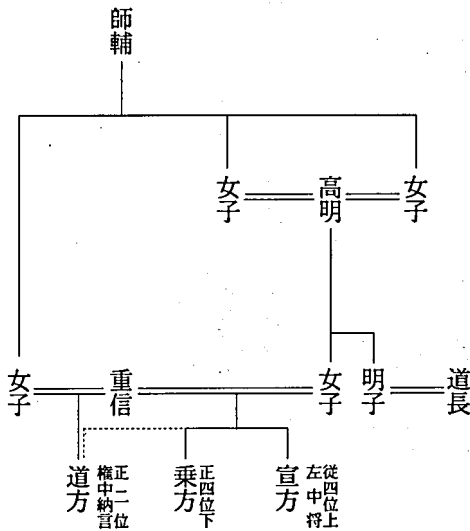 師輔
女子
高明
女子
道長
明子
女子
重信
女子
従四位上
左中将
宣方
正四位下
乗方
正二位
権中納言
道方